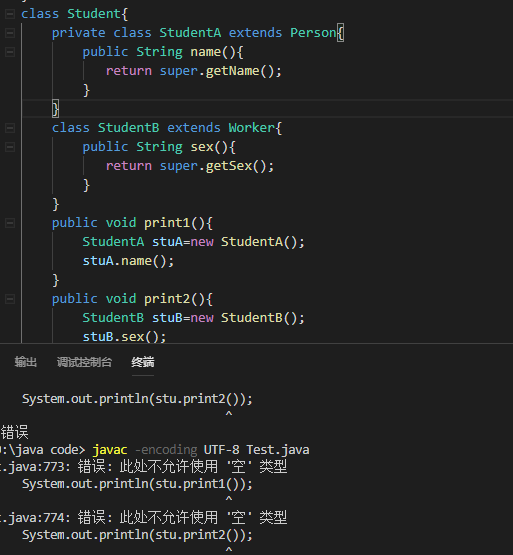 class Student{
private class StudentA extends Person{
public String name(){
return super.getName();
}
}
class StudentB extends Worker{
public String sex(){
return super.getSex();
}
}
public void print1(){
StudentA stuA=new StudentA();
stuA.name();
}
public void print2(){
StudentB stuB=new StudentB();
stuB.sex();
输出 调试控制台 终端
System.out.println(stu.print2());
^
错误
:\java code> javac -encoding UTF-8 Test.java
t.java:773: 错误: 此处不允许使用 '空' 类型
System.out.println(stu.print1());
^
t.java:774: 错误: 此处不允许使用 '空' 类型
System.out.println(stu.print2());
^